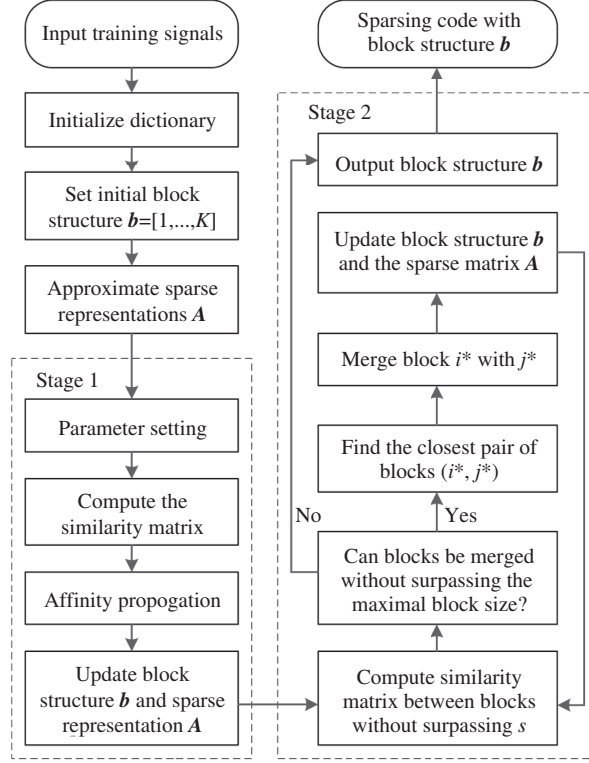 Input training signals
Initialize dictionary
Set initial block
structure b=[1,...,K]
Approximate sparse
representations A
Stage 1
Parameter setting
Compute the
similarity matrix
Affinity propogation
Update block
structure b and sparse
representation A
Sparsing code with
block structure b
Stage 2
Output block structure b
Update block structure b
and the sparse matrix A
Merge block i* with j*
Find the closest pair of
blocks (i*, j*)
No
Yes
Can blocks be merged
without surpassing the
maximal block size?
Compute similarity
matrix between blocks
without surpassing s